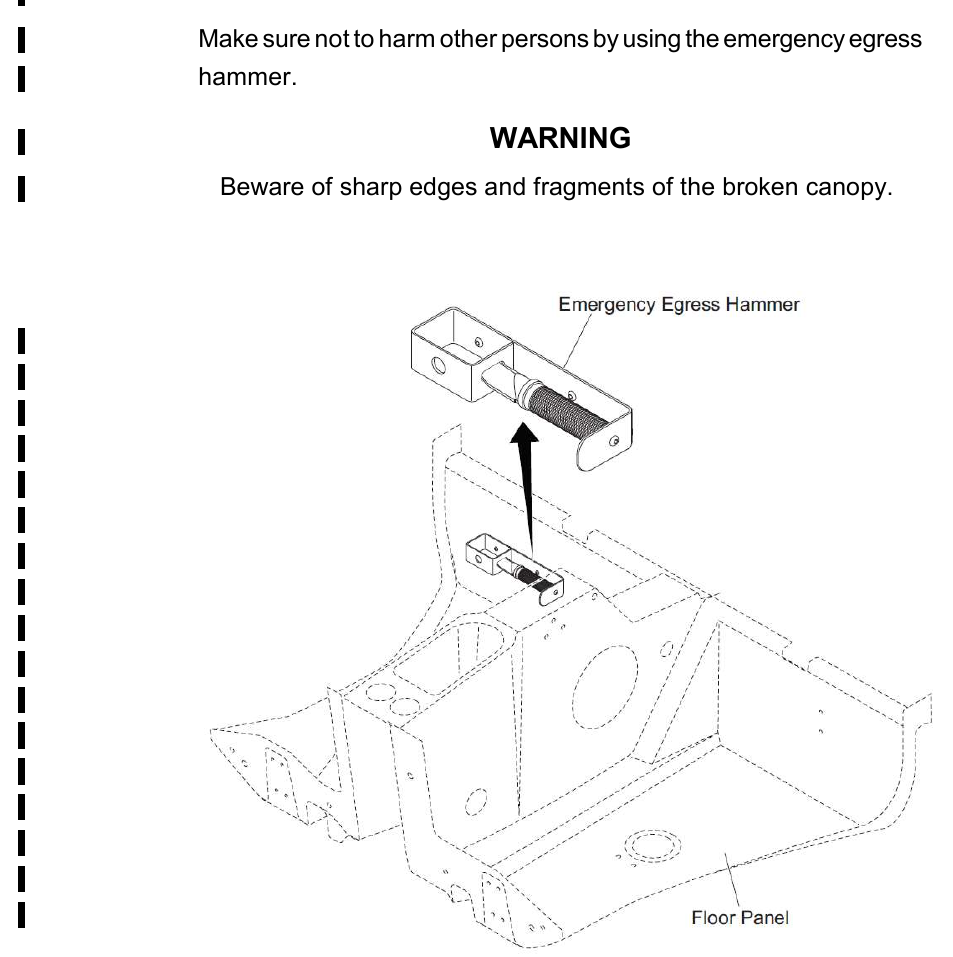 Make sure not to harm other persons by using the emergency egress
hammer.
WARNING
Beware of sharp edges and fragments of the broken canopy.
Emergency Egress Hammer
Floor Panel